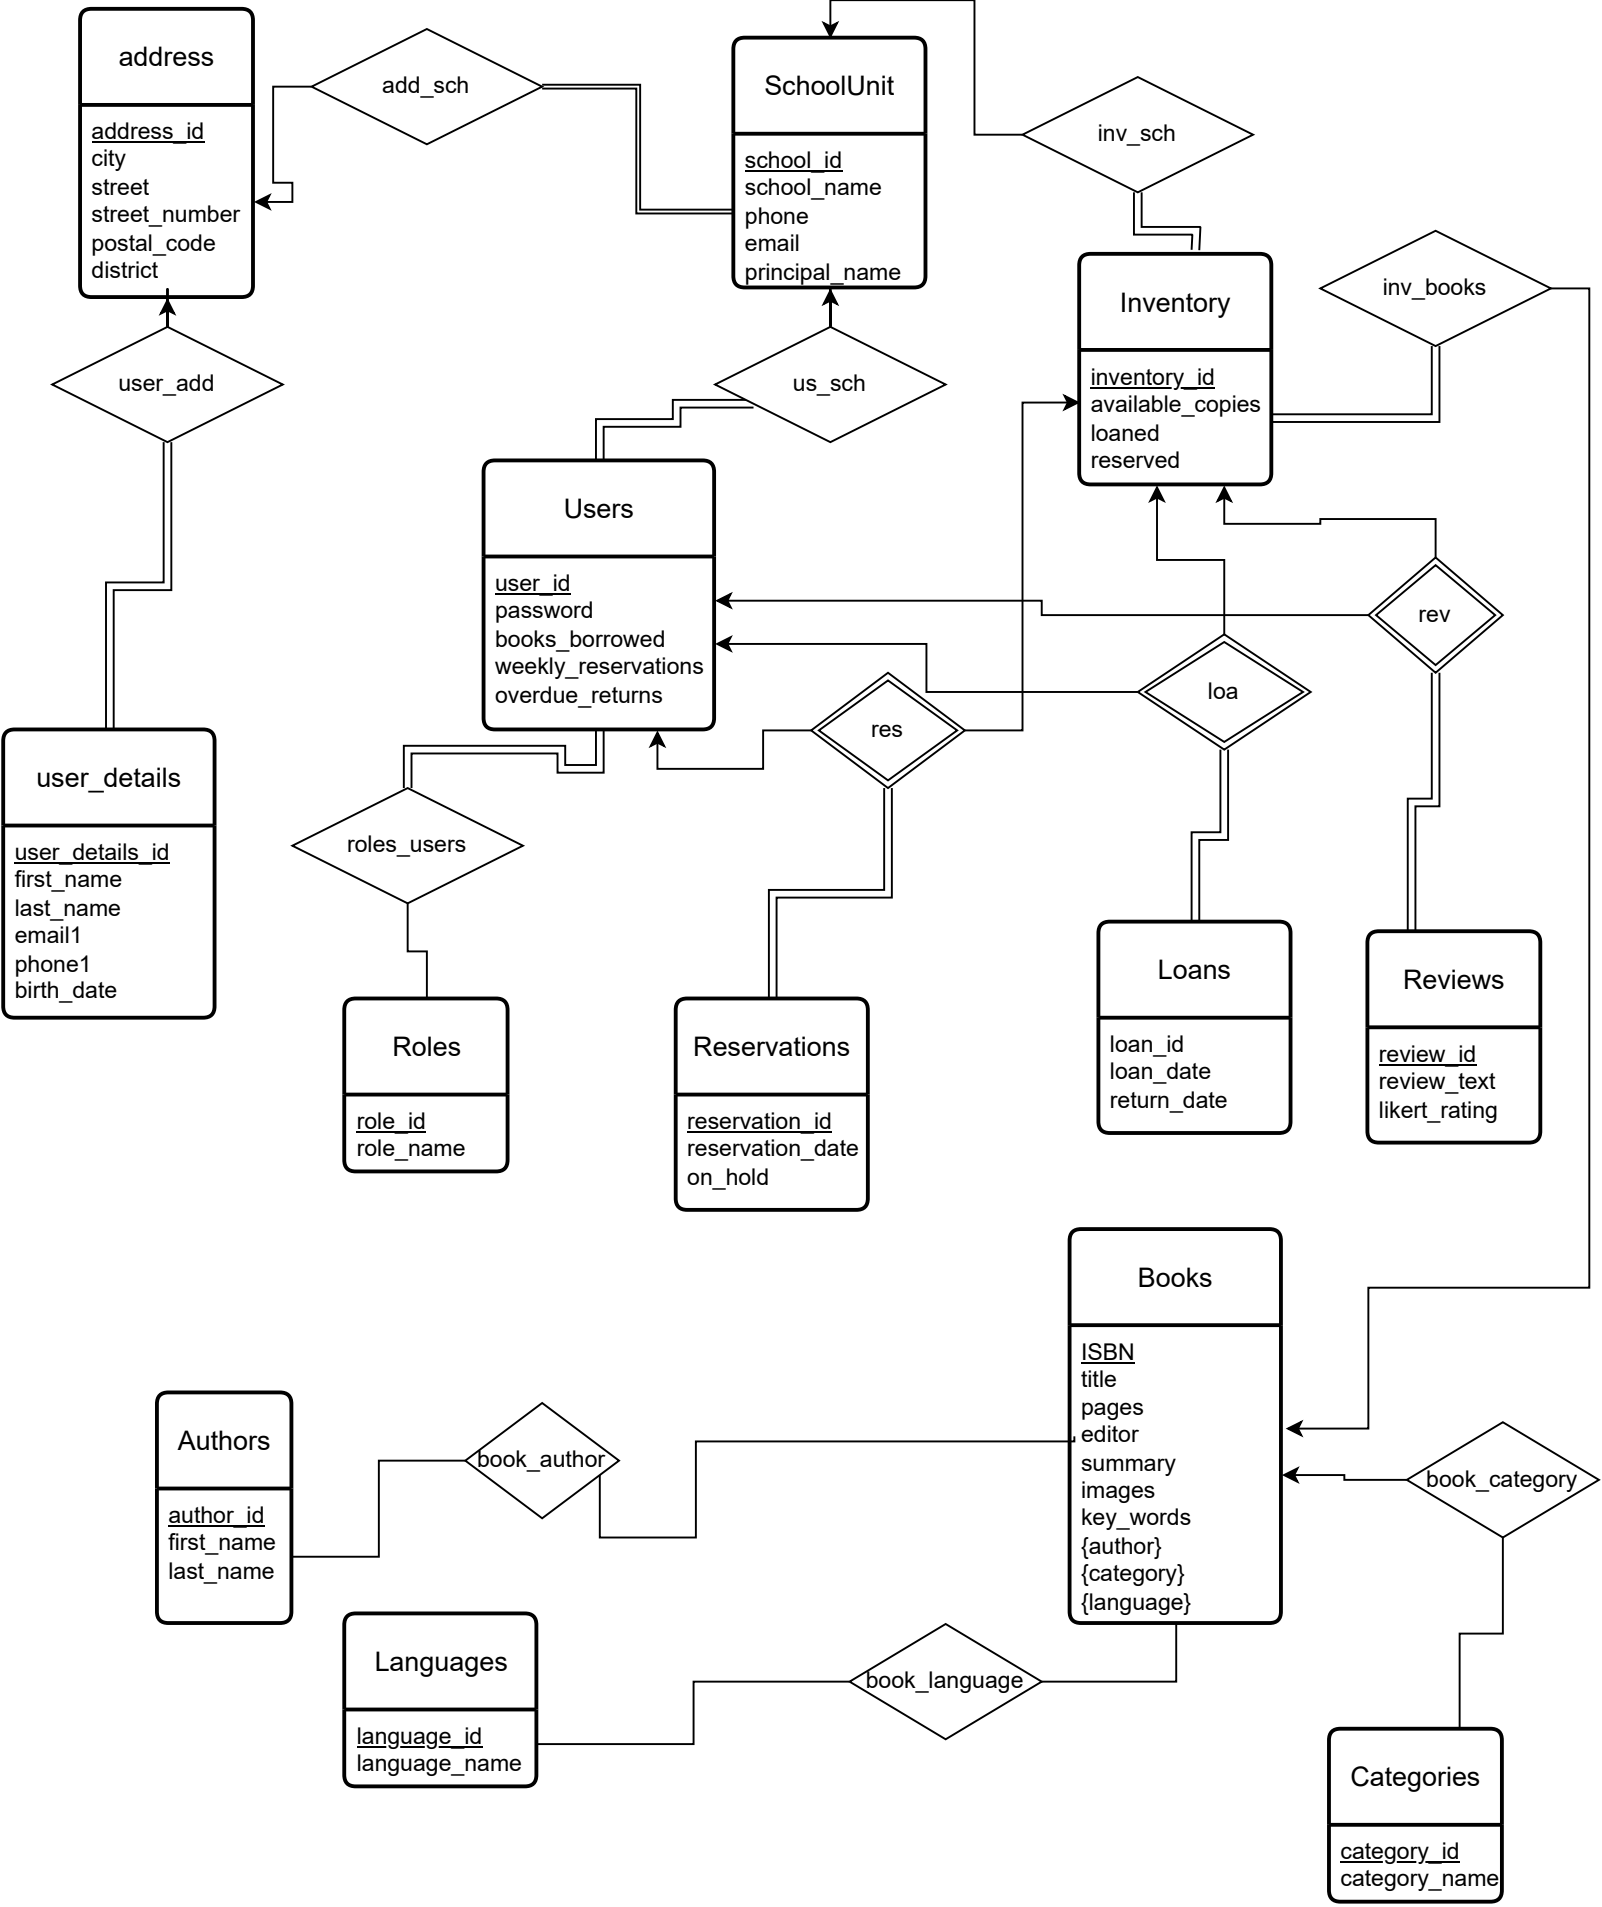 address
address_id
city
street
street_number
postal_code
district
add_sch
SchoolUnit
school_id
school_name
phone
email
principal_name
inv_sch
Inventory
inventory_id
available_copies
loaned
reserved
inv_books
user_add
us_sch
Users
user_id
password
books_borrowed
weekly_reservations
overdue_returns
rev
loa
res
user_details
user_details_id
first_name
last_name
email1
phone1
birth_date
roles_users
Roles
role_id
role_name
Reservations
reservation_id
reservation_date
on_hold
Loans
loan_id
loan_date
return_date
Reviews
review_id
review_text
likert_rating
Books
ISBN
title
pages
editor
summary
images
key_words
{author}
{category}
{language}
Authors
author_id
first_name
last_name
book_author
book_category
Languages
language_id
language_name
book_language
Categories
category_id
category_name